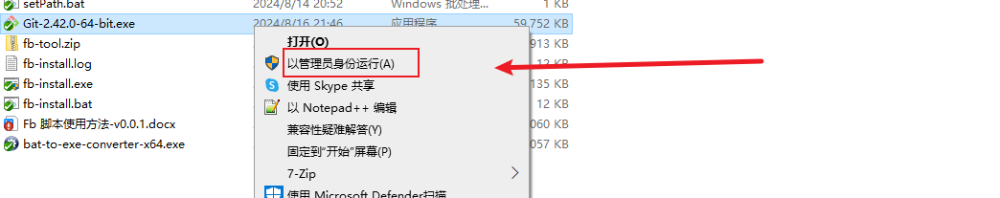 setPath.bat 2024/8/14 20:52 Windows 批处理... 1 KB
Git-2.42.0-64-bit.exe 2024/8/16 21:46 应用程序 59,752 KB
打开(O)
fb-tool.zip 913 KB
fb-install.log 以管理员身份运行(A) 12 KB
fb-install.exe 使用 Skype 共享 135 KB
fb-install.bat 以 Notepad++ 编辑 12 KB
Fb 脚本使用方法-v0.0.1.docx 兼容性疑难解答(Y) 060 KB
bat-to-exe-converter-x64.exe 固定到"开始"屏幕(P) 057 KB
7-Zip
使用 Microsoft Defender扫描